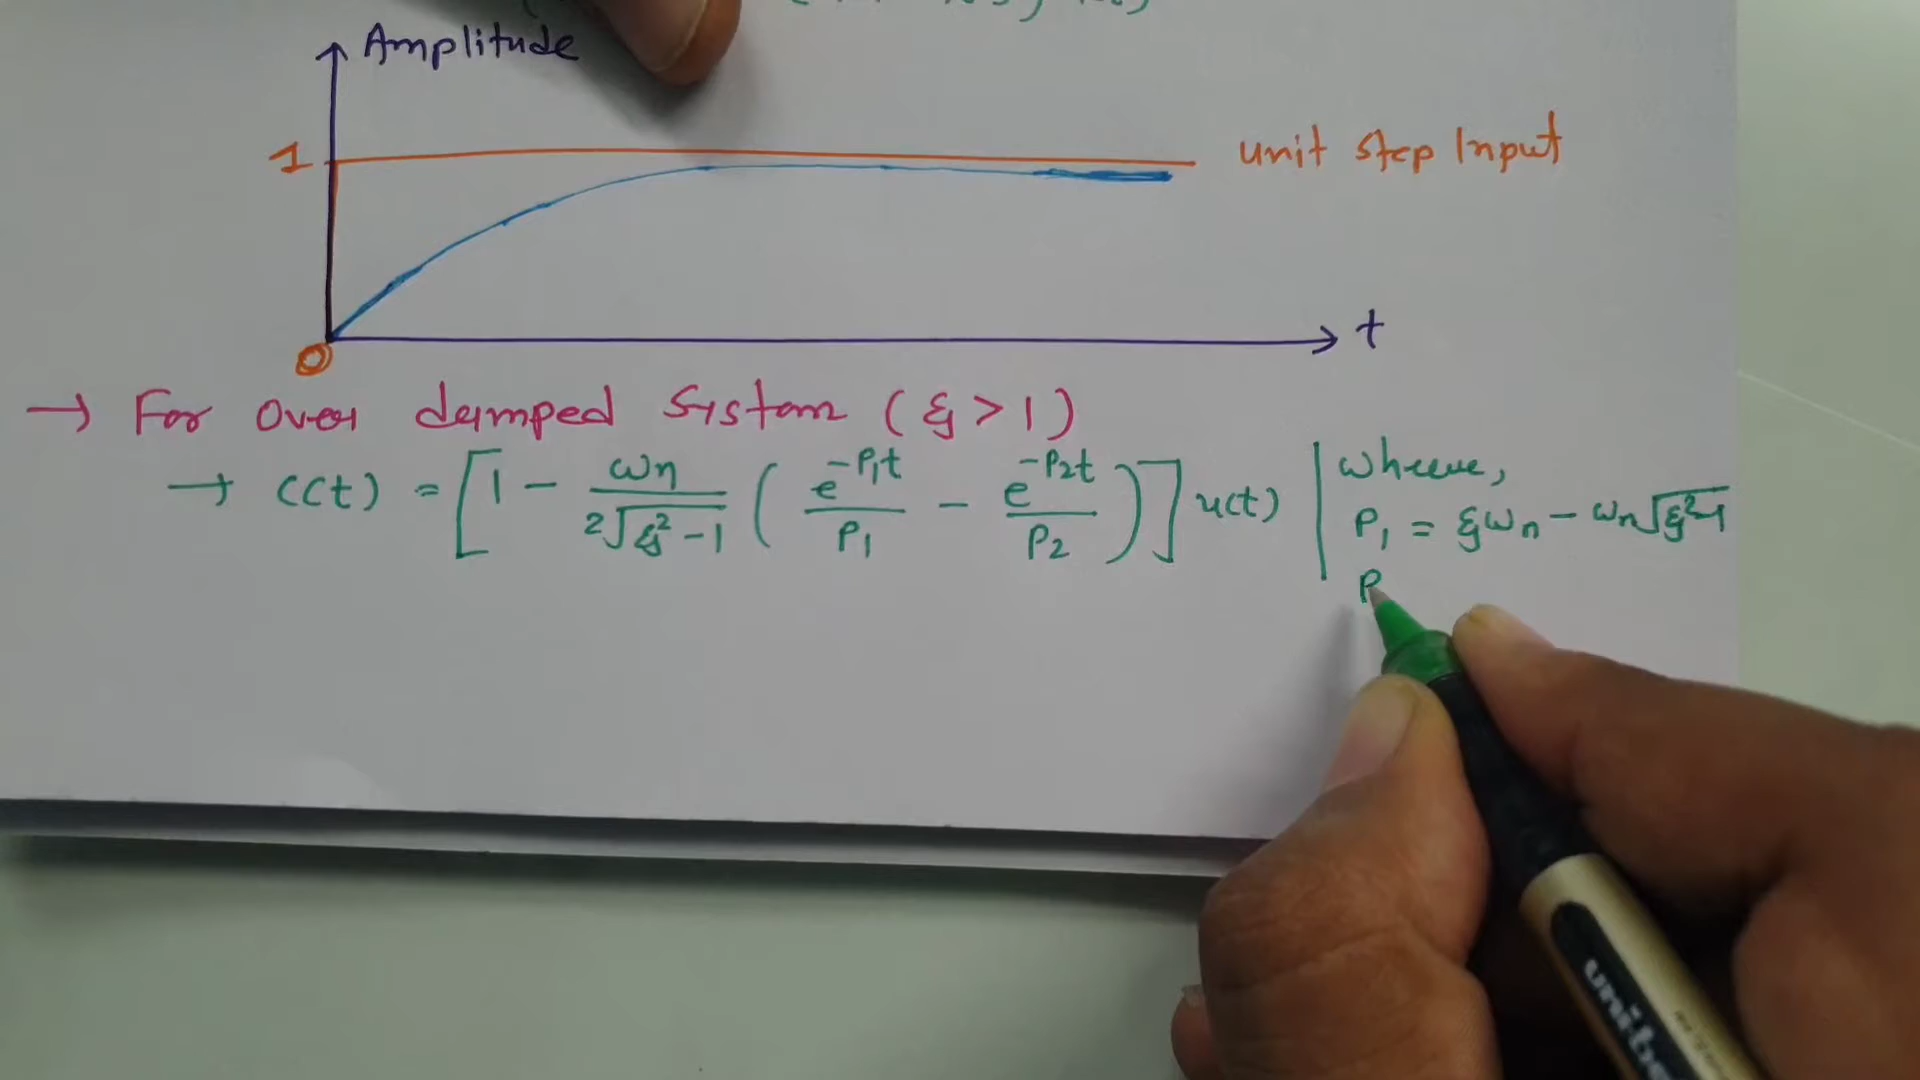 Amplitude
1
unit step Input
0
t
→ For Over damped System (ξ > 1)
→ c(t) = [1 - ωn / 2√ξ²-1 ( e^-P1t / P1 - e^-P2t / P2 )] u(t)
where,
P1 = ξωn - ωn√ξ²-1
P
unibe